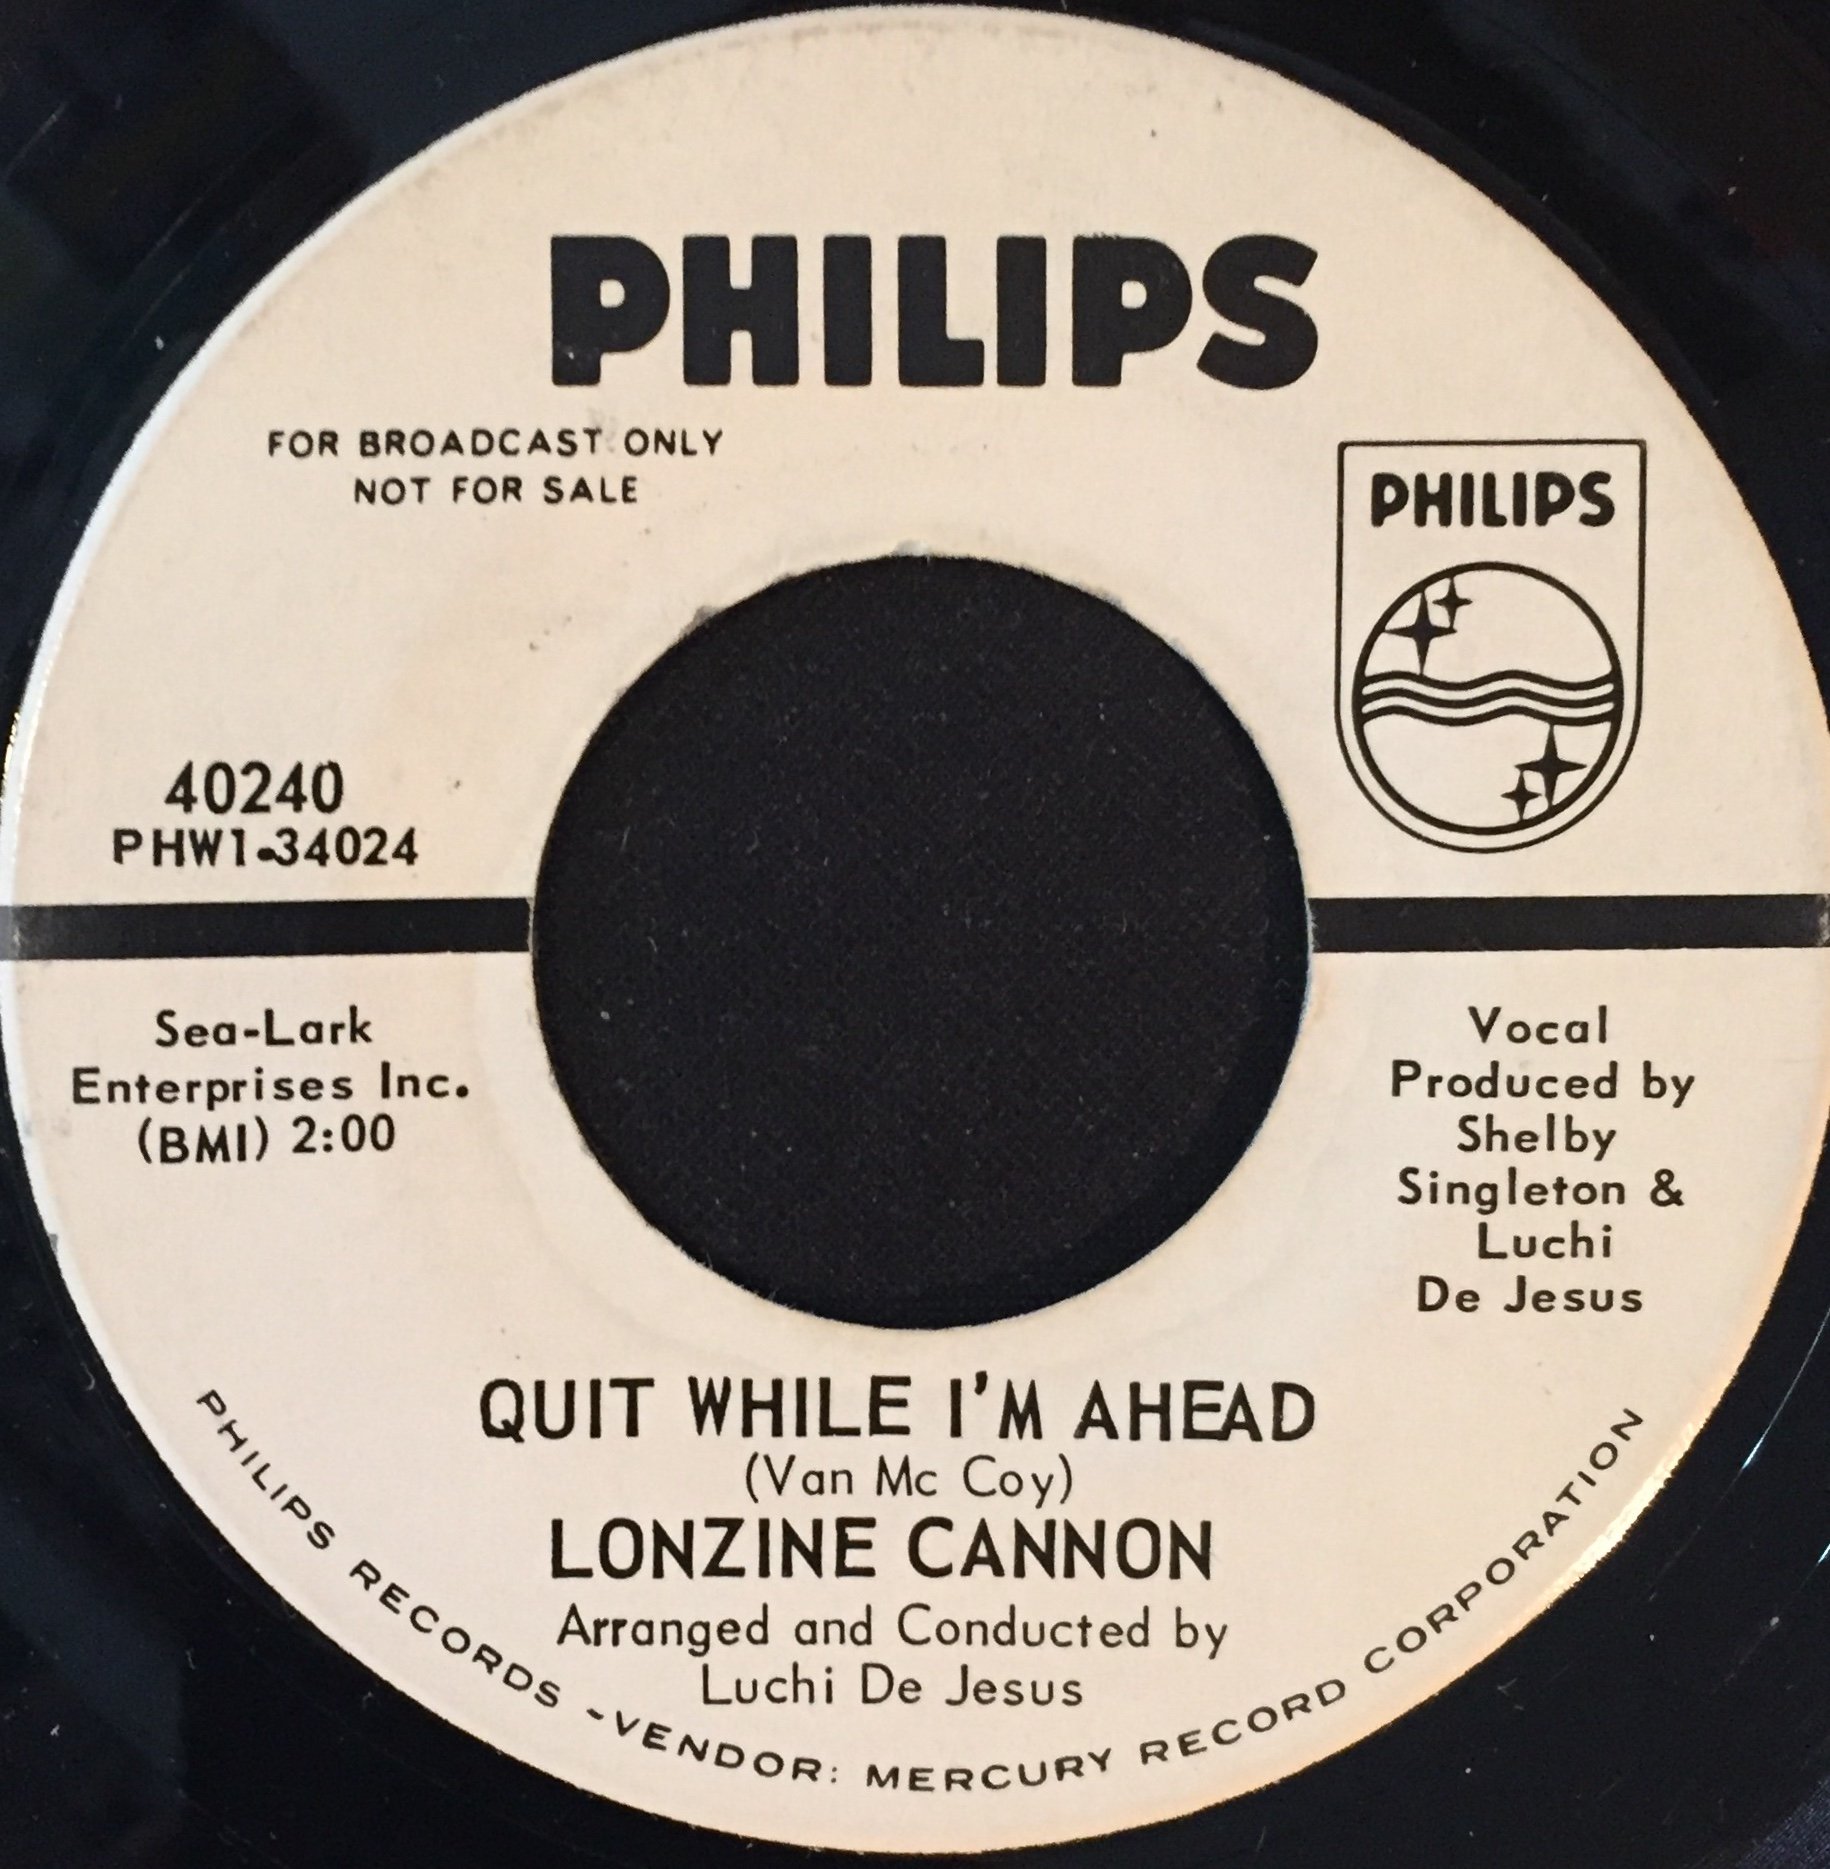 PHILIPS
FOR BROADCAST ONLY
NOT FOR SALE
PHILIPS
40240
PHW1-34024
Sea-Lark
Enterprises Inc.
(BMI) 2:00
Vocal
Produced by
Shelby
Singleton &
Luchi
De Jesus
QUIT WHILE I'M AHEAD
(Van Mc Coy)
LONZINE CANNON
Arranged and Conducted by
Luchi De Jesus
PHILIPS RECORDS -VENDOR: MERCURY RECORD CORPORATION